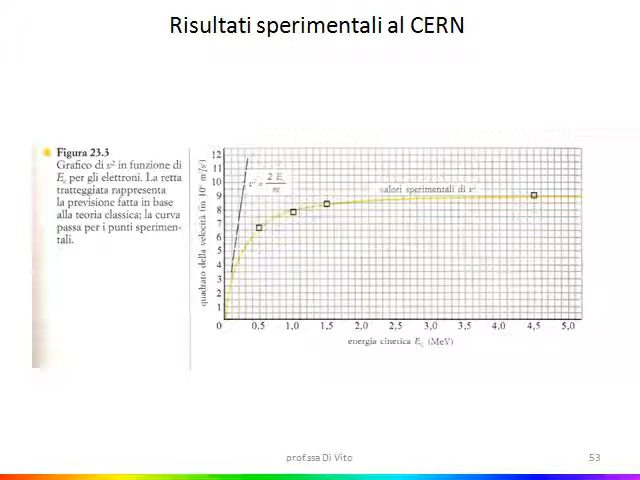 Risultati sperimentali al CERN
Figura 23.3
Grafico di v² in funzione di
E꜀ per gli elettroni. La retta
tratteggiata rappresenta
la previsione fatta in base
alla teoria classica; la curva
passa per i punti sperimen-
tali.
quadrato della velocità (in 10¹⁶ m²/s²)
12
11
10
9
8
7
6
5
4
3
2
1
0
valori sperimentali di v²
0,5 1,0 1,5 2,0 2,5 3,0 3,5 4,0 4,5 5,0
energia cinetica E꜀ (MeV)
prof.ssa Di Vito
53